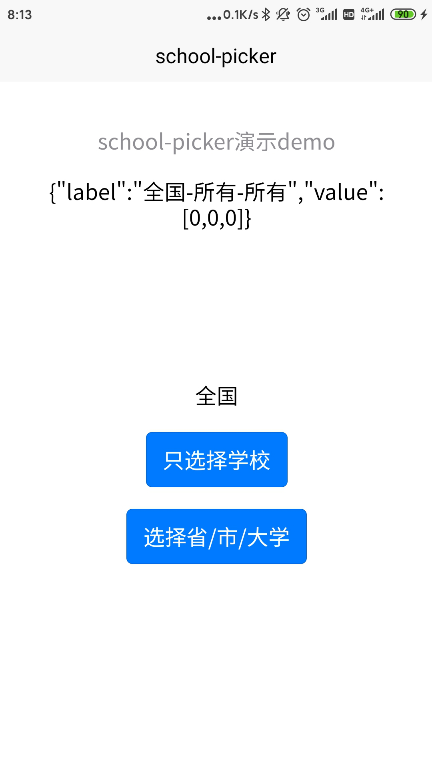 8:13 ...0.1K/s 3G HD 4G+ 90
school-picker
school-picker演示demo
{"label":"全国-所有-所有","value":
[0,0,0]}
全国
只选择学校
选择省/市/大学